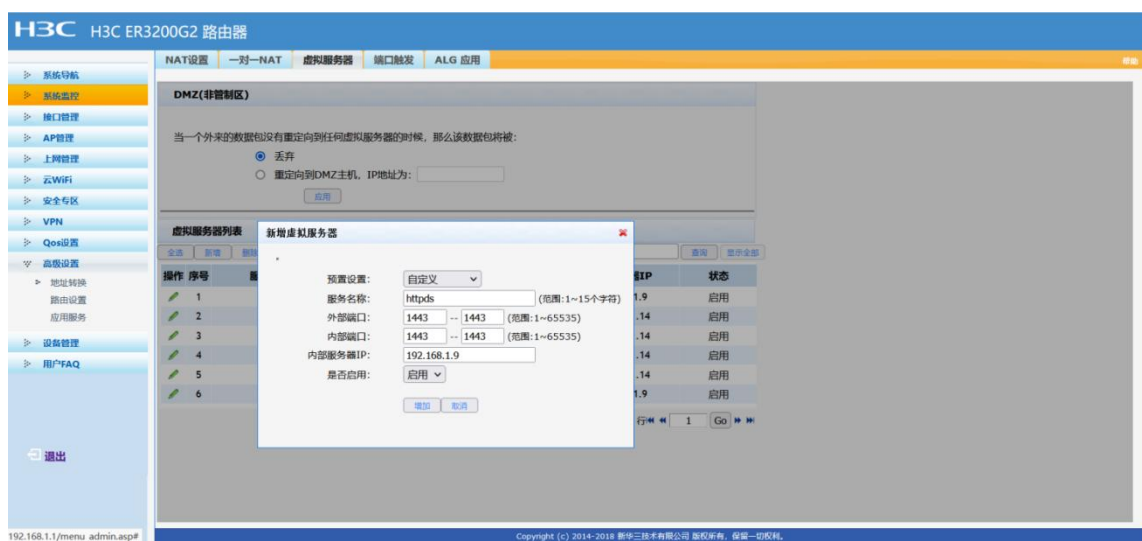 H3C H3C ER3200G2 路由器
NAT设置 一对一NAT 虚拟服务器 端口触发 ALG 应用 帮助
系统导航
系统监控
接口管理
AP管理
上网管理
云WiFi
安全专区
VPN
Qos设置
高级设置
地址转换
路由设置
应用服务
设备管理
用户FAQ
退出
DMZ(非管制区)
当一个外来的数据包没有重定向到任何虚拟服务器的时候，那么该数据包将被：
丢弃
重定向到DMZ主机，IP地址为：
应用
虚拟服务器列表
全选 新增 删除 查询 显示全部
操作 序号 器IP 状态
1 1.9 启用
2 .14 启用
3 .14 启用
4 .14 启用
5 .14 启用
6 1.9 启用
行 1 Go
新增虚拟服务器
预置设置： 自定义
服务名称： httpds (范围:1~15个字符)
外部端口： 1443 -- 1443 (范围:1~65535)
内部端口： 1443 -- 1443 (范围:1~65535)
内部服务器IP： 192.168.1.9
是否启用： 启用
增加 取消
192.168.1.1/menu_admin.asp#
Copyright (c) 2014-2018 新华三技术有限公司 版权所有，保留一切权利。